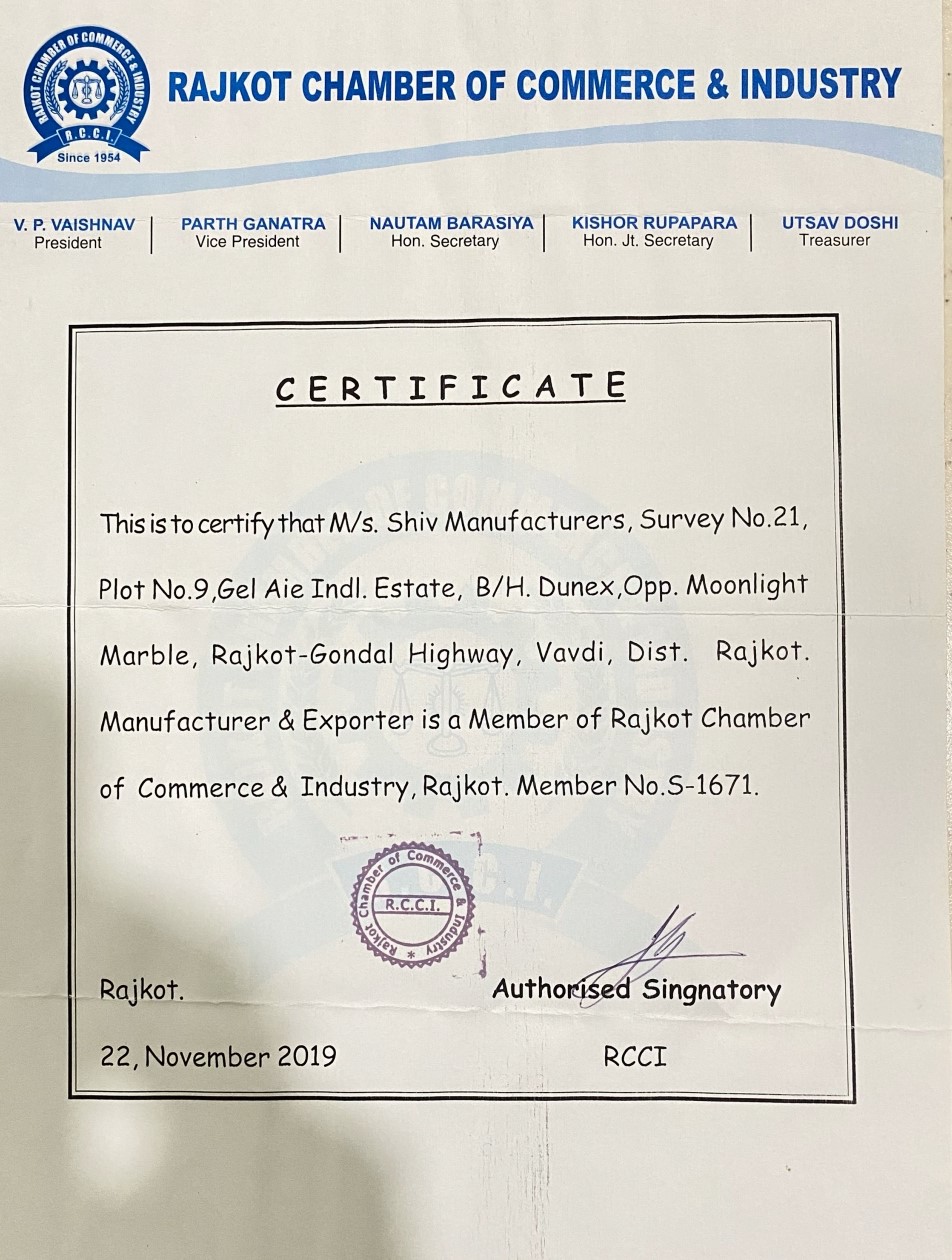 RAJKOT CHAMBER OF COMMERCE & INDUSTRY
R.C.C.I.
Since 1954
RAJKOT CHAMBER OF COMMERCE & INDUSTRY
V. P. VAISHNAV PARTH GANATRA NAUTAM BARASIYA KISHOR RUPAPARA UTSAV DOSHI
President Vice President Hon. Secretary Hon. Jt. Secretary Treasurer
CERTIFICATE
This is to certify that M/s. Shiv Manufacturers, Survey No.21,
Plot No.9,Gel Aie Indl. Estate, B/H. Dunex,Opp. Moonlight
Marble, Rajkot-Gondal Highway, Vavdi, Dist. Rajkot.
Manufacturer & Exporter is a Member of Rajkot Chamber
of Commerce & Industry, Rajkot. Member No.S-1671.
Rajkot Chamber of Commerce & Industry *
R.C.C.I.
Rajkot. Authorised Singnatory
22, November 2019 RCCI